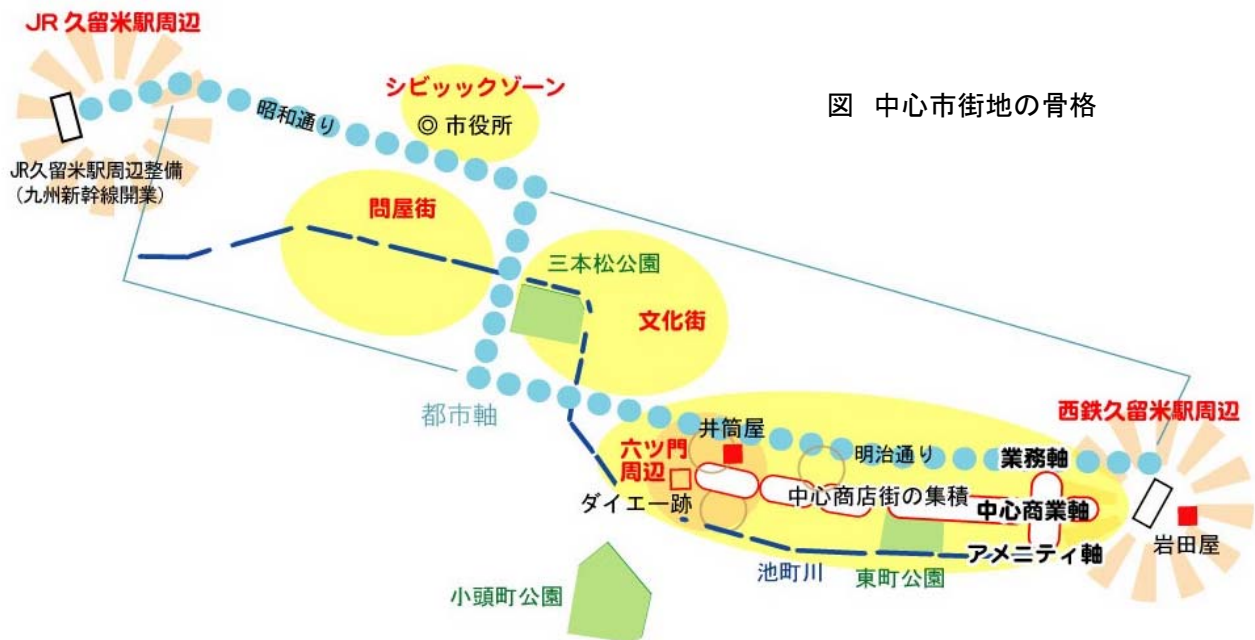 JR 久留米駅周辺
シビックゾーン
図 中心市街地の骨格
昭和通り
◎ 市役所
JR久留米駅周辺整備
（九州新幹線開業）
問屋街
三本松公園
文化街
都市軸
西鉄久留米駅周辺
井筒屋
六ツ門
周辺
明治通り
業務軸
ダイエー跡
中心商店街の集積
中心商業軸
岩田屋
アメニティ軸
池町川
東町公園
小頭町公園